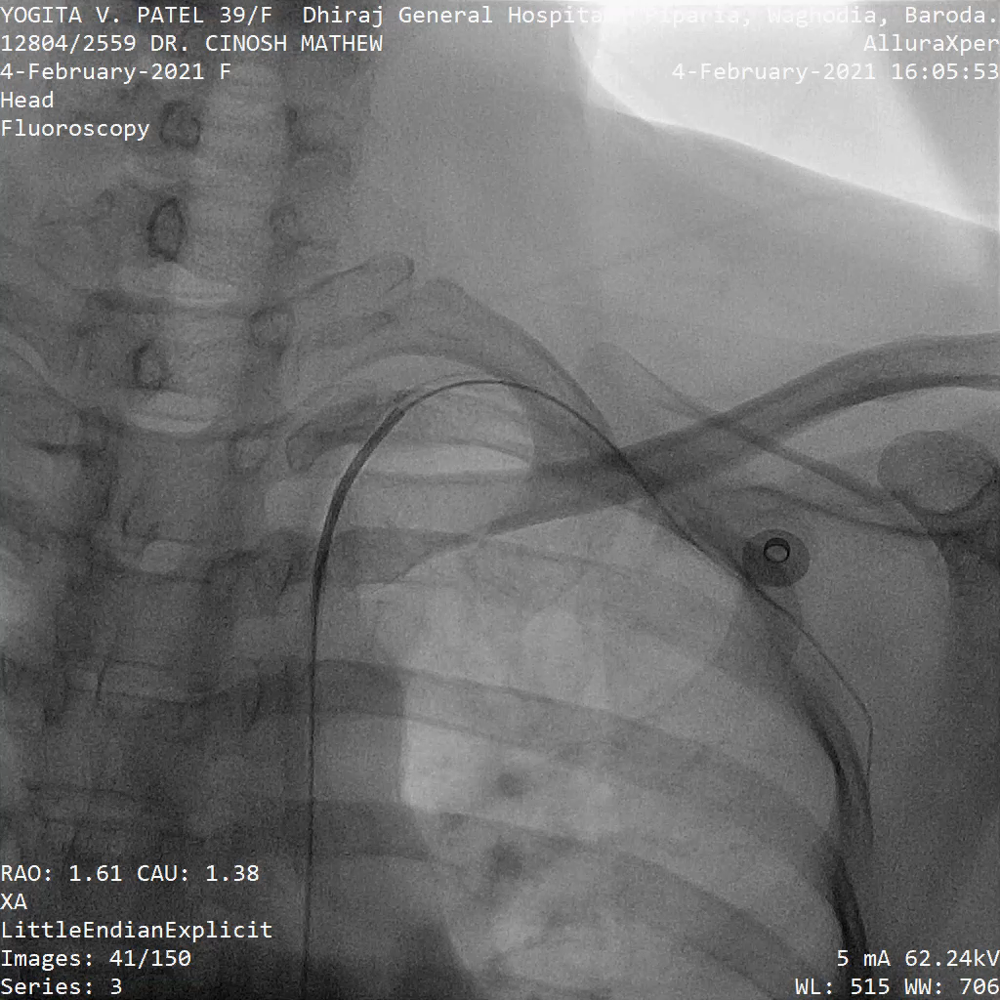 YOGITA V. PATEL 39/F
Dhiraj General Hospital, Piparia, Waghodia, Baroda.
12804/2559 DR. CINOSH MATHEW
AlluraXper
4-February-2021 F
4-February-2021 16:05:53
Head
Fluoroscopy
RAO: 1.61 CAU: 1.38
XA
LittleEndianExplicit
Images: 41/150
5 mA 62.24kV
Series: 3
WL: 515 WW: 706